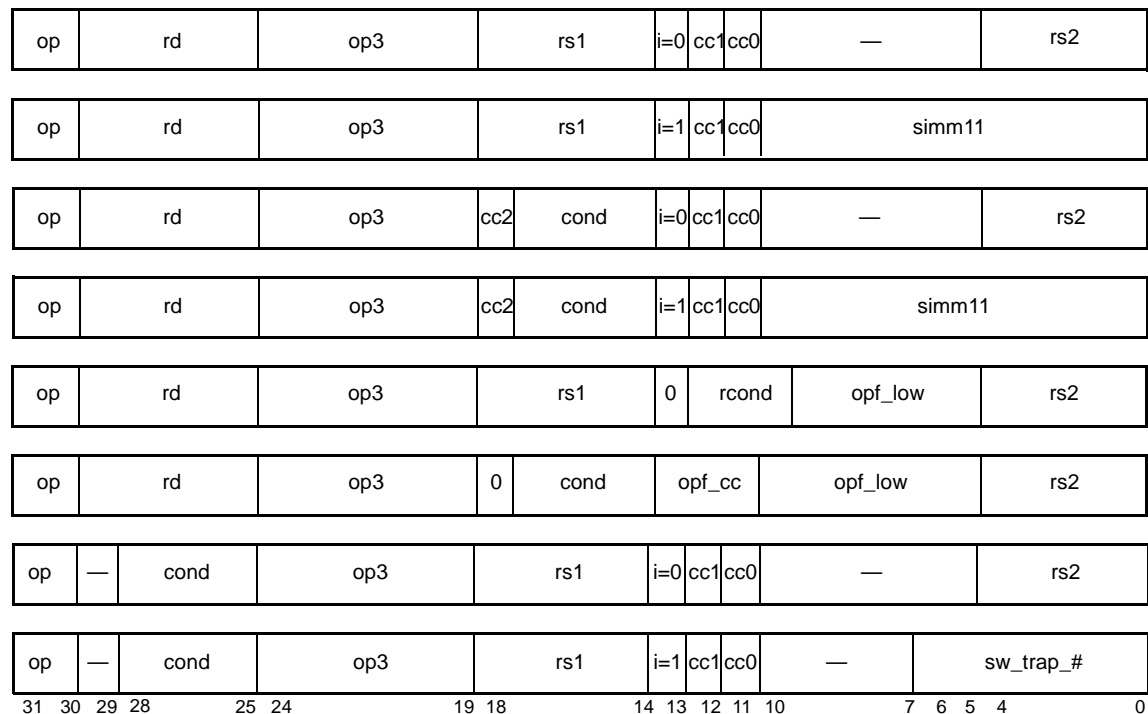 op rd op3 rs1 i=0 cc1 cc0 — rs2
op rd op3 rs1 i=1 cc1 cc0 simm11
op rd op3 cc2 cond i=0 cc1 cc0 — rs2
op rd op3 cc2 cond i=1 cc1 cc0 simm11
op rd op3 rs1 0 rcond opf_low rs2
op rd op3 0 cond opf_cc opf_low rs2
op — cond op3 rs1 i=0 cc1 cc0 — rs2
op — cond op3 rs1 i=1 cc1 cc0 — sw_trap_#
31 30 29 28 25 24 19 18 14 13 12 11 10 7 6 5 4 0